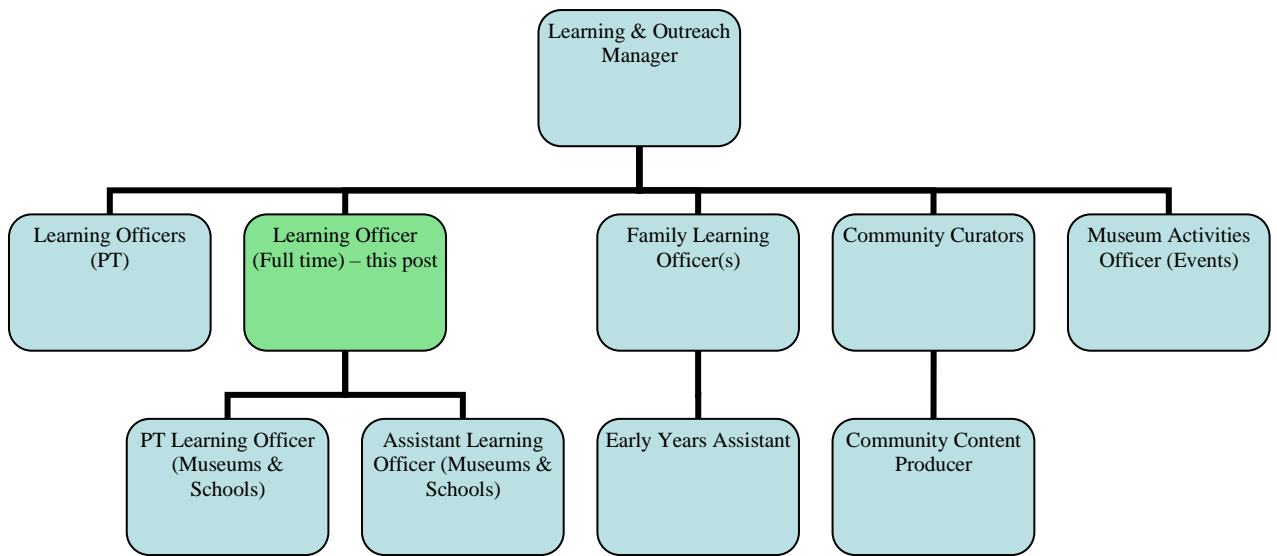 Learning & Outreach
Manager
Learning Officers
(PT)
Learning Officer
(Full time) – this post
Family Learning
Officer(s)
Community Curators
Museum Activities
Officer (Events)
PT Learning Officer
(Museums &
Schools)
Assistant Learning
Officer (Museums &
Schools)
Early Years Assistant
Community Content
Producer